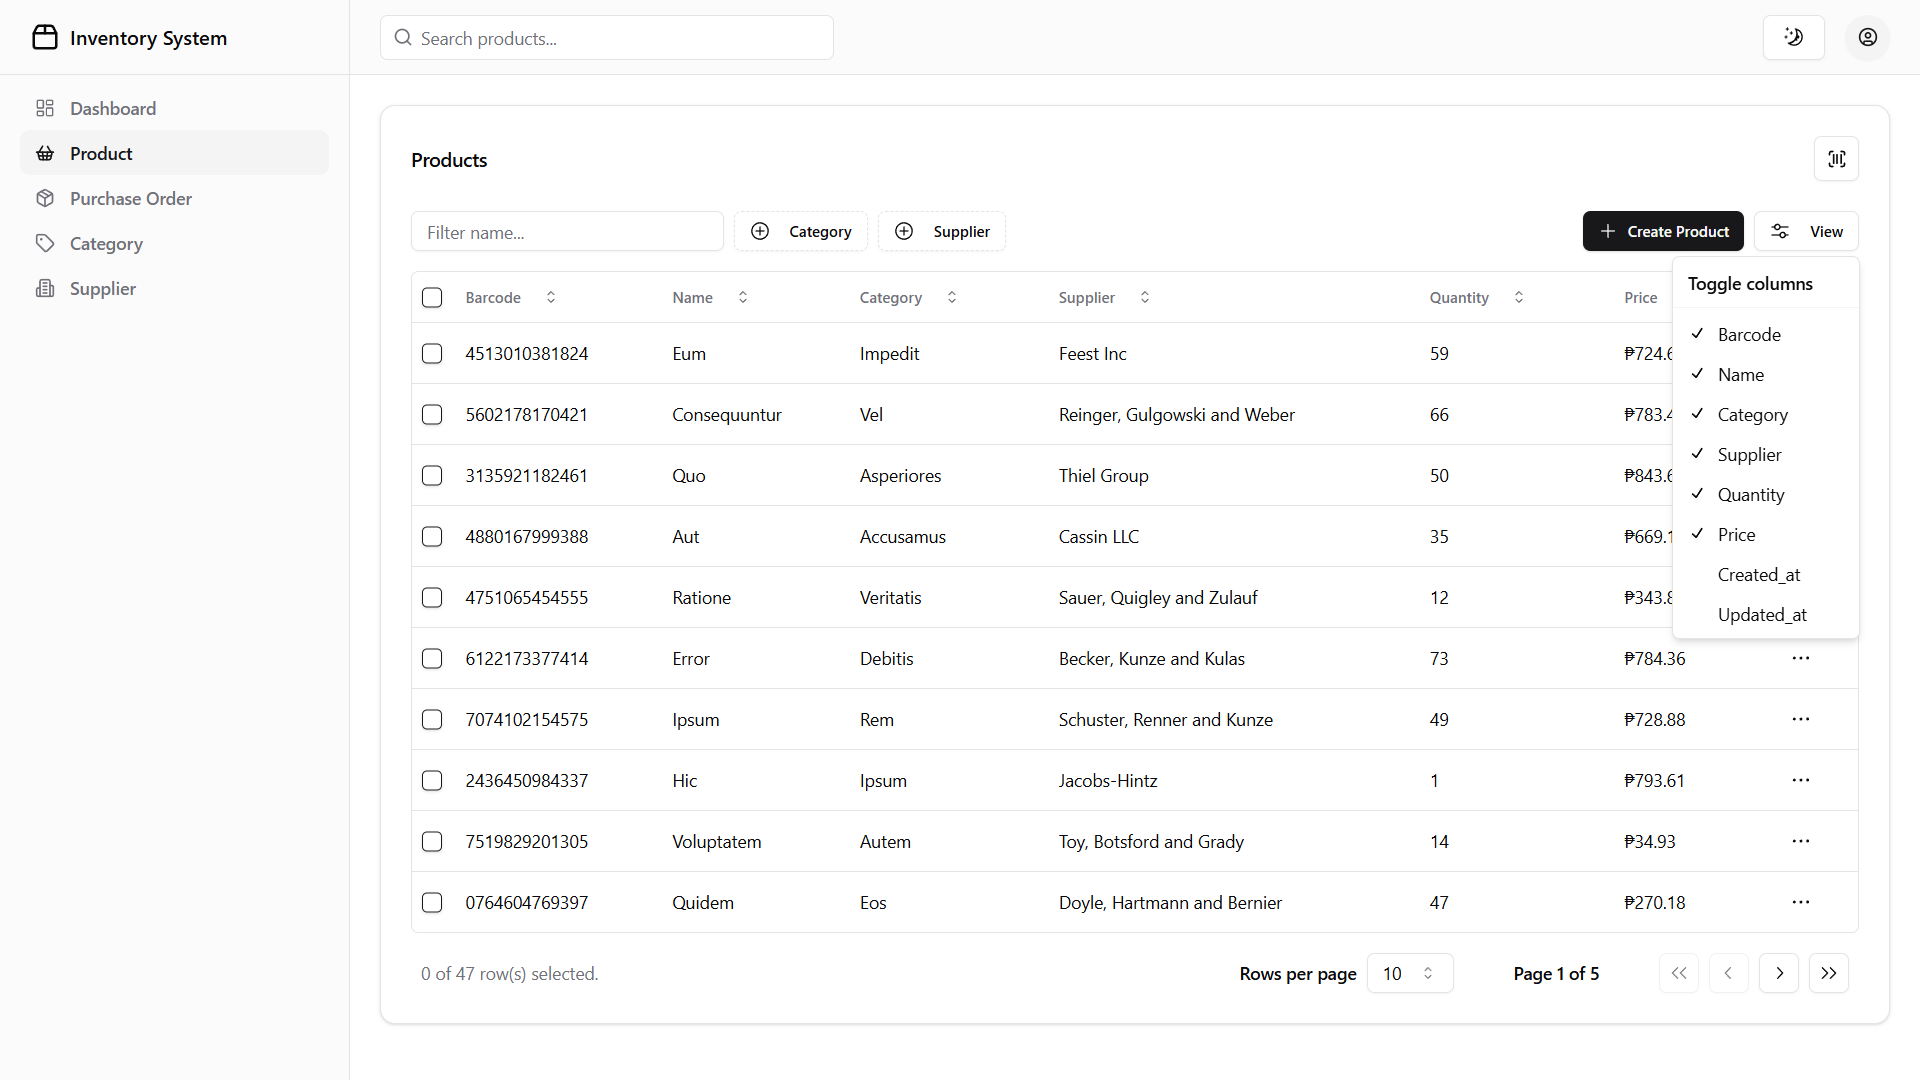 Inventory System
Search products...
Dashboard
Product
Purchase Order
Category
Supplier
Products
Filter name...
Category
Supplier
Create Product
View
Toggle columns
Barcode
Name
Category
Supplier
Quantity
Price
Created_at
Updated_at
Barcode Name Category Supplier Quantity Price
4513010381824 Eum Impedit Feest Inc 59 ₱724.6
5602178170421 Consequuntur Vel Reinger, Gulgowski and Weber 66 ₱783.4
3135921182461 Quo Asperiores Thiel Group 50 ₱843.6
4880167999388 Aut Accusamus Cassin LLC 35 ₱669.1
4751065454555 Ratione Veritatis Sauer, Quigley and Zulauf 12 ₱343.8
6122173377414 Error Debitis Becker, Kunze and Kulas 73 ₱784.36
7074102154575 Ipsum Rem Schuster, Renner and Kunze 49 ₱728.88
2436450984337 Hic Ipsum Jacobs-Hintz 1 ₱793.61
7519829201305 Voluptatem Autem Toy, Botsford and Grady 14 ₱34.93
0764604769397 Quidem Eos Doyle, Hartmann and Bernier 47 ₱270.18
0 of 47 row(s) selected.
Rows per page 10
Page 1 of 5